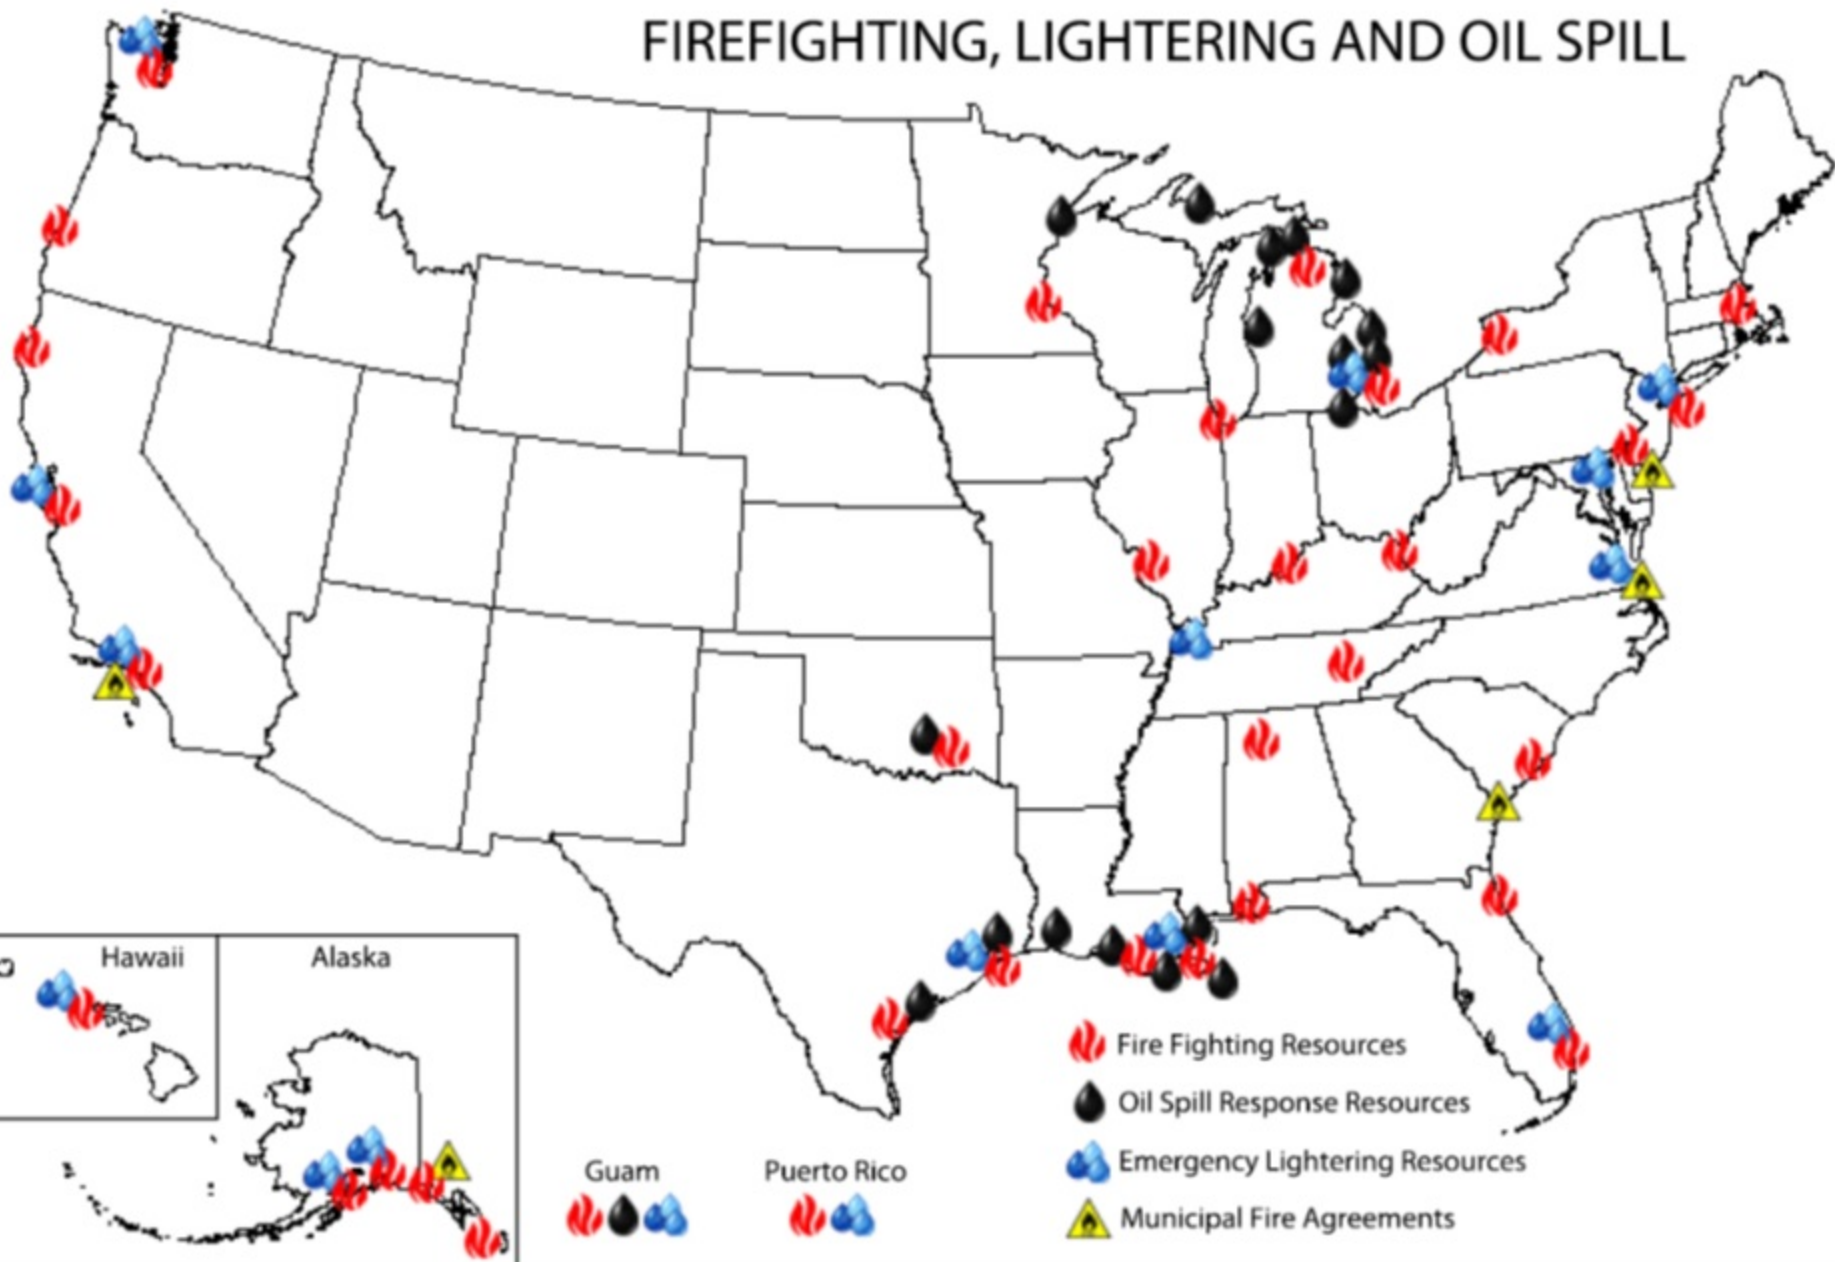 FIREFIGHTING, LIGHTERING AND OIL SPILL
Hawaii
Alaska
Guam
Puerto Rico
Fire Fighting Resources
Oil Spill Response Resources
Emergency Lightering Resources
Municipal Fire Agreements